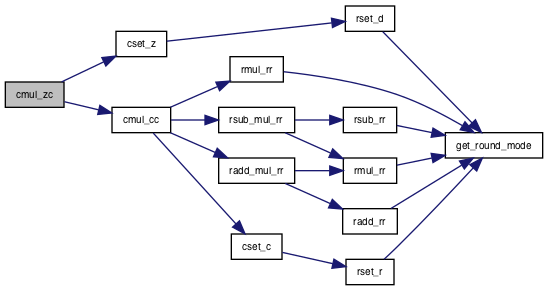 rset_d
cset_z
rmul_rr
cmul_zc
cmul_cc
rsub_mul_rr
rsub_rr
get_round_mode
radd_mul_rr
rmul_rr
radd_rr
cset_c
rset_r